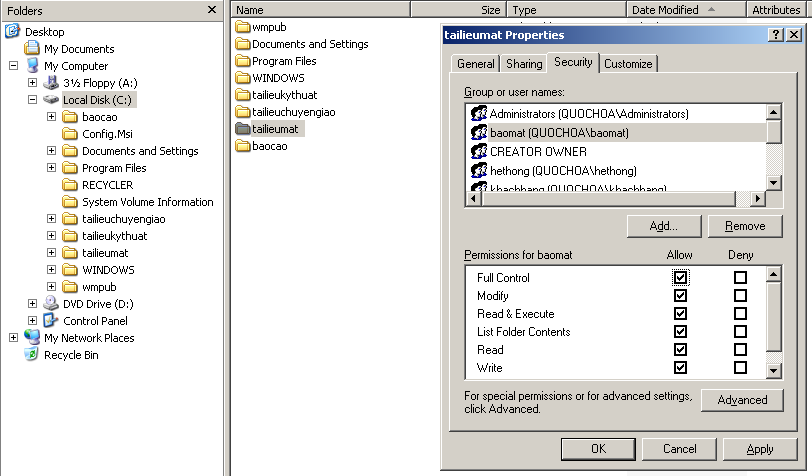 Folders
Desktop
My Documents
My Computer
3½ Floppy (A:)
Local Disk (C:)
baocao
Config.Msi
Documents and Settings
Program Files
RECYCLER
System Volume Information
tailieuchuyengiao
tailieukythuat
tailieumat
WINDOWS
wmpub
DVD Drive (D:)
Control Panel
My Network Places
Recycle Bin
Name Size Type Date Modified Attributes
wmpub
Documents and Settings
Program Files
WINDOWS
tailieukythuat
tailieuchuyengiao
tailieumat
baocao
tailieumat Properties
General Sharing Security Customize
Group or user names:
Administrators (QUOCHOA\Administrators)
baomat (QUOCHOA\baomat)
CREATOR OWNER
hethong (QUOCHOA\hethong)
khachhang (QUOCHOA\khachhang)
Add... Remove
Permissions for baomat Allow Deny
Full Control
Modify
Read & Execute
List Folder Contents
Read
Write
For special permissions or for advanced settings,
click Advanced.
Advanced
OK Cancel Apply